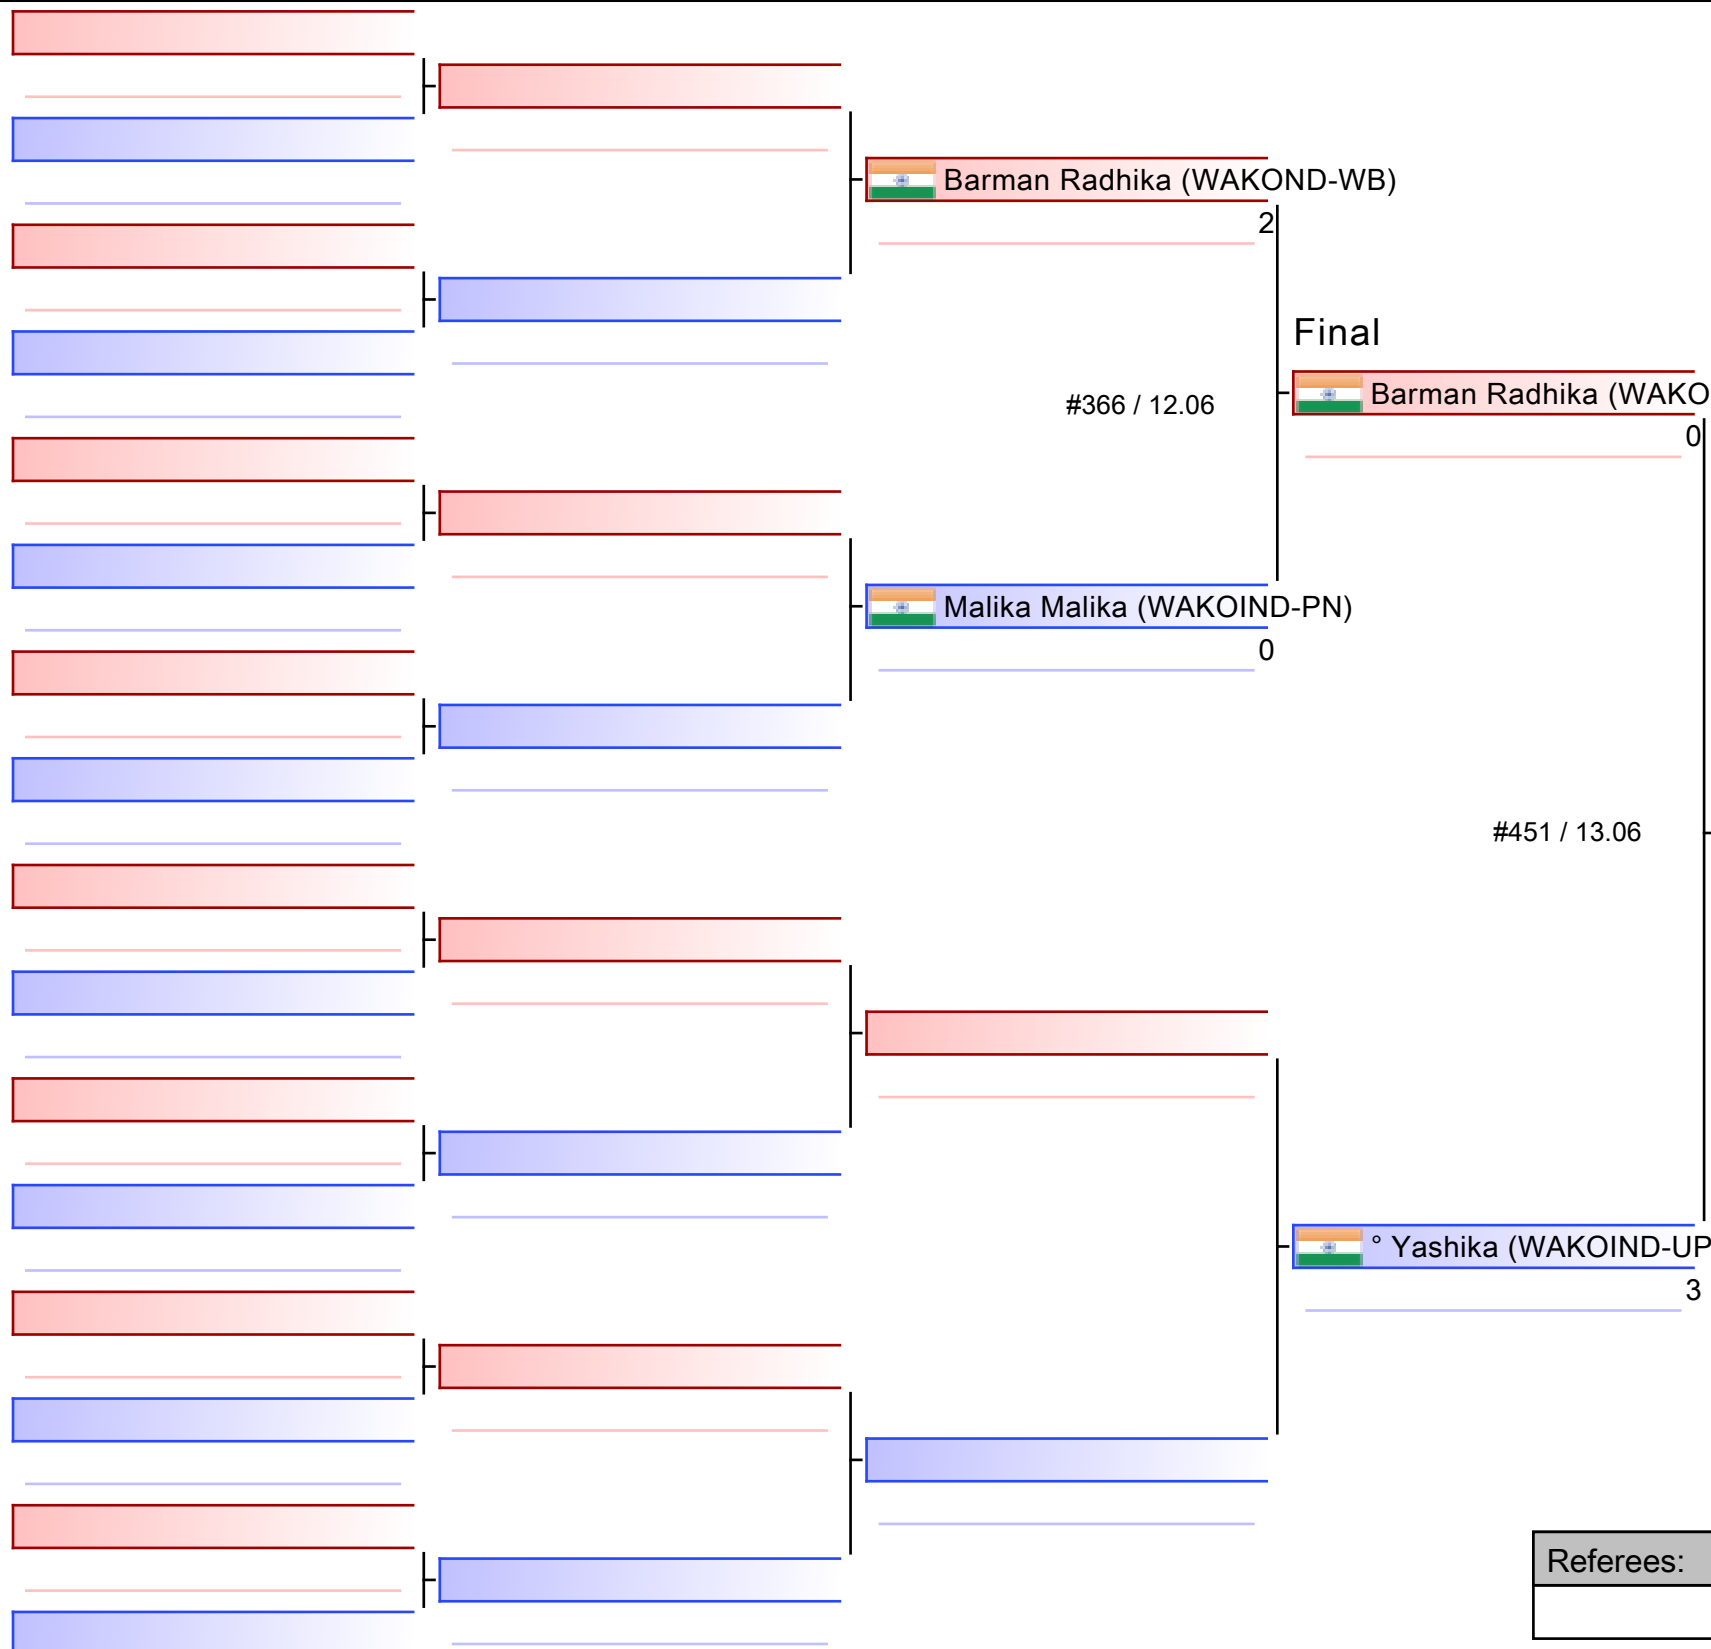 Barman Radhika (WAKOND-WB)
2
Final
#366 / 12.06
Barman Radhika (WAKO
0
Malika Malika (WAKOIND-PN)
0
#451 / 13.06
° Yashika (WAKOIND-UP
3
Referees: